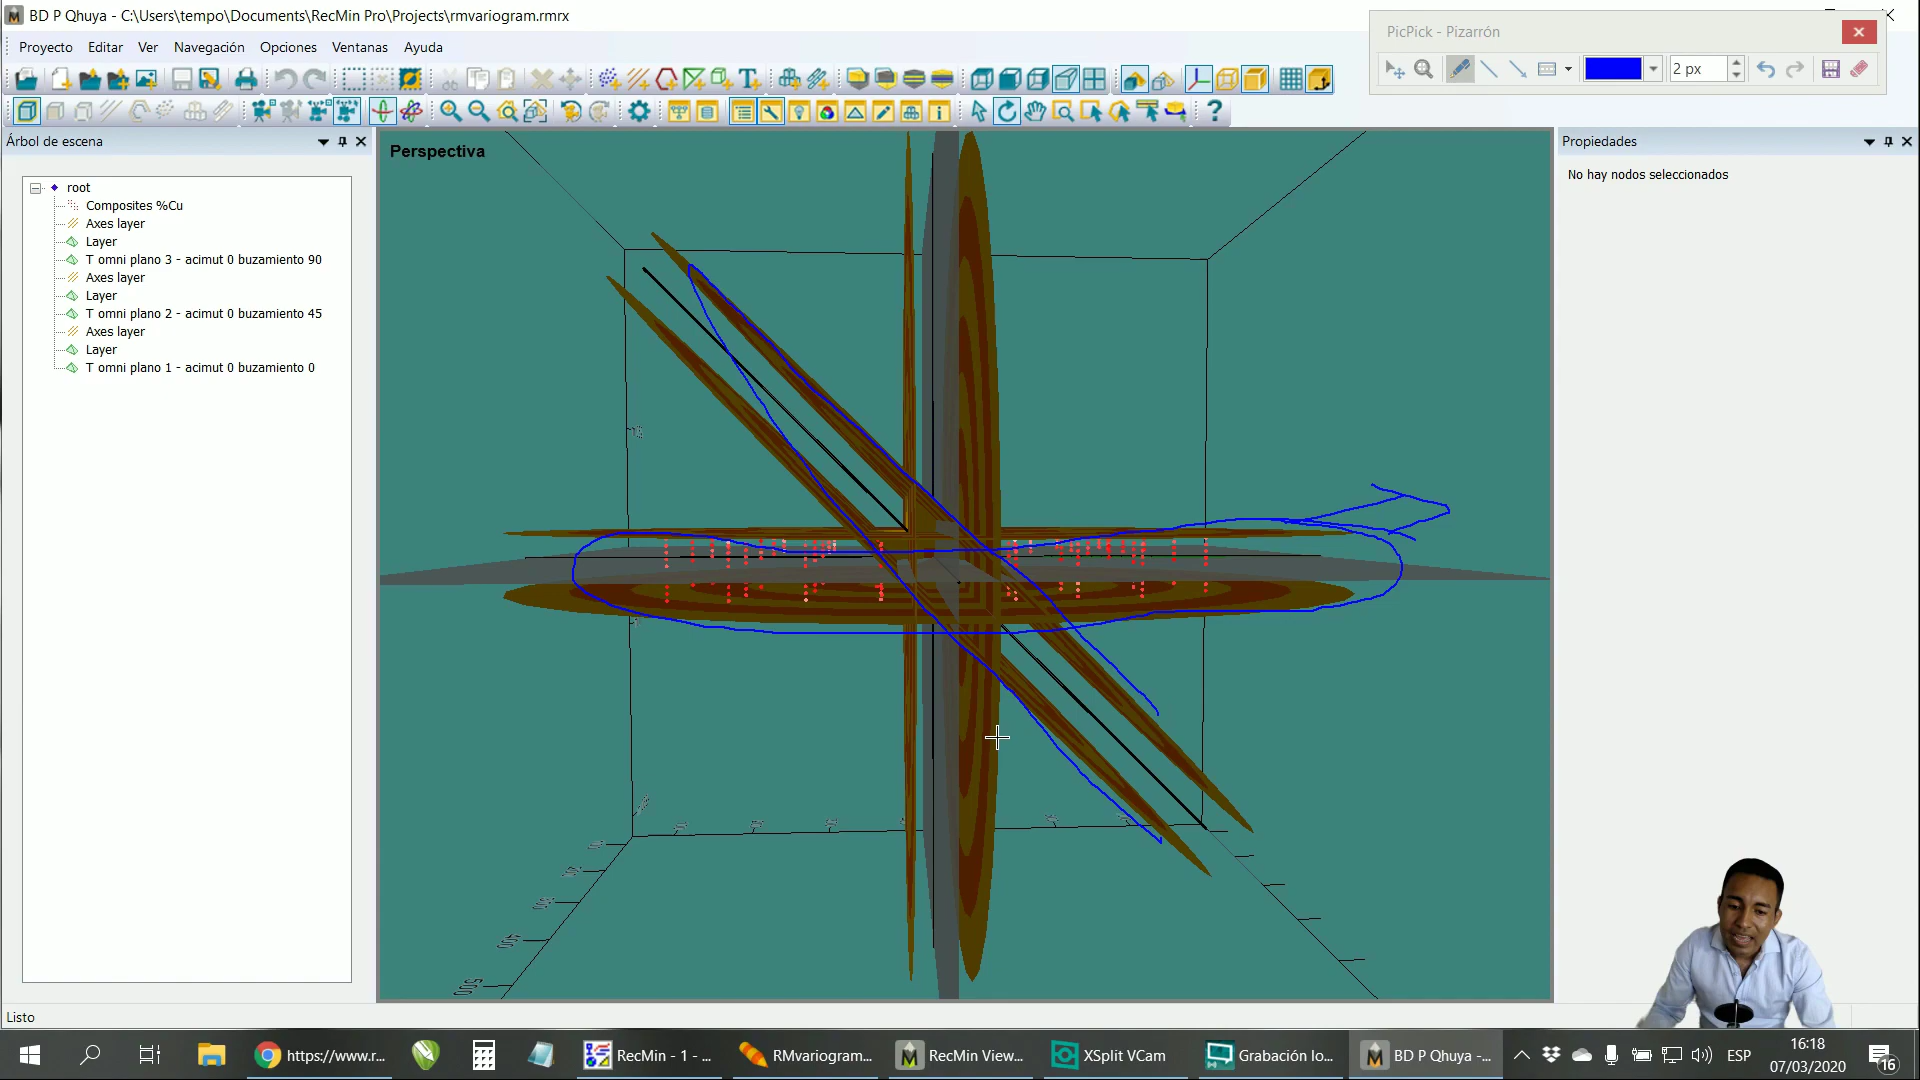 BD P Qhuya - C:\Users\tempo\Documents\RecMin Pro\Projects\rmvariogram.rmrx
PicPick - Pizarrón
Proyecto Editar Ver Navegación Opciones Ventanas Ayuda
2 px
Árbol de escena
Propiedades
Perspectiva
No hay nodos seleccionados
root
Composites %Cu
Axes layer
Layer
T omni plano 3 - acimut 0 buzamiento 90
Axes layer
Layer
T omni plano 2 - acimut 0 buzamiento 45
Axes layer
Layer
T omni plano 1 - acimut 0 buzamiento 0
Listo
https://www.r...
RecMin - 1 - ...
RMvariogram...
RecMin View...
XSplit VCam
Grabación lo...
BD P Qhuya -...
ESP
16:18
07/03/2020
16